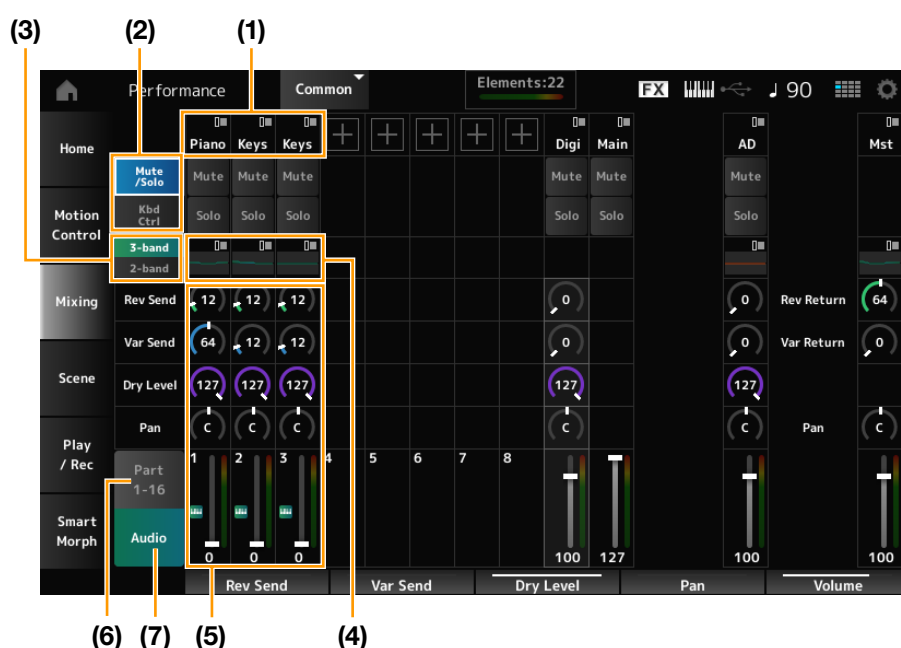 (3) (2) (1)
Performance Common Elements:22 FX 90
Home Piano Keys Keys Digi Main AD Mst
Mute /Solo Mute Mute Mute Mute Mute Mute
Motion Control Kbd Ctrl Solo Solo Solo Solo Solo Solo
3-band
2-band
Mixing Rev Send 12 12 12 0 0 Rev Return 64
Var Send 64 12 12 0 0 Var Return 0
Scene Dry Level 127 127 127 127 127
Pan C C C C C Pan C
Play / Rec Part 1-16 1 2 3 4 5 6 7 8
Smart Morph Audio 0 0 0 100 127 100 100
Rev Send Var Send Dry Level Pan Volume
(6) (7) (5) (4)